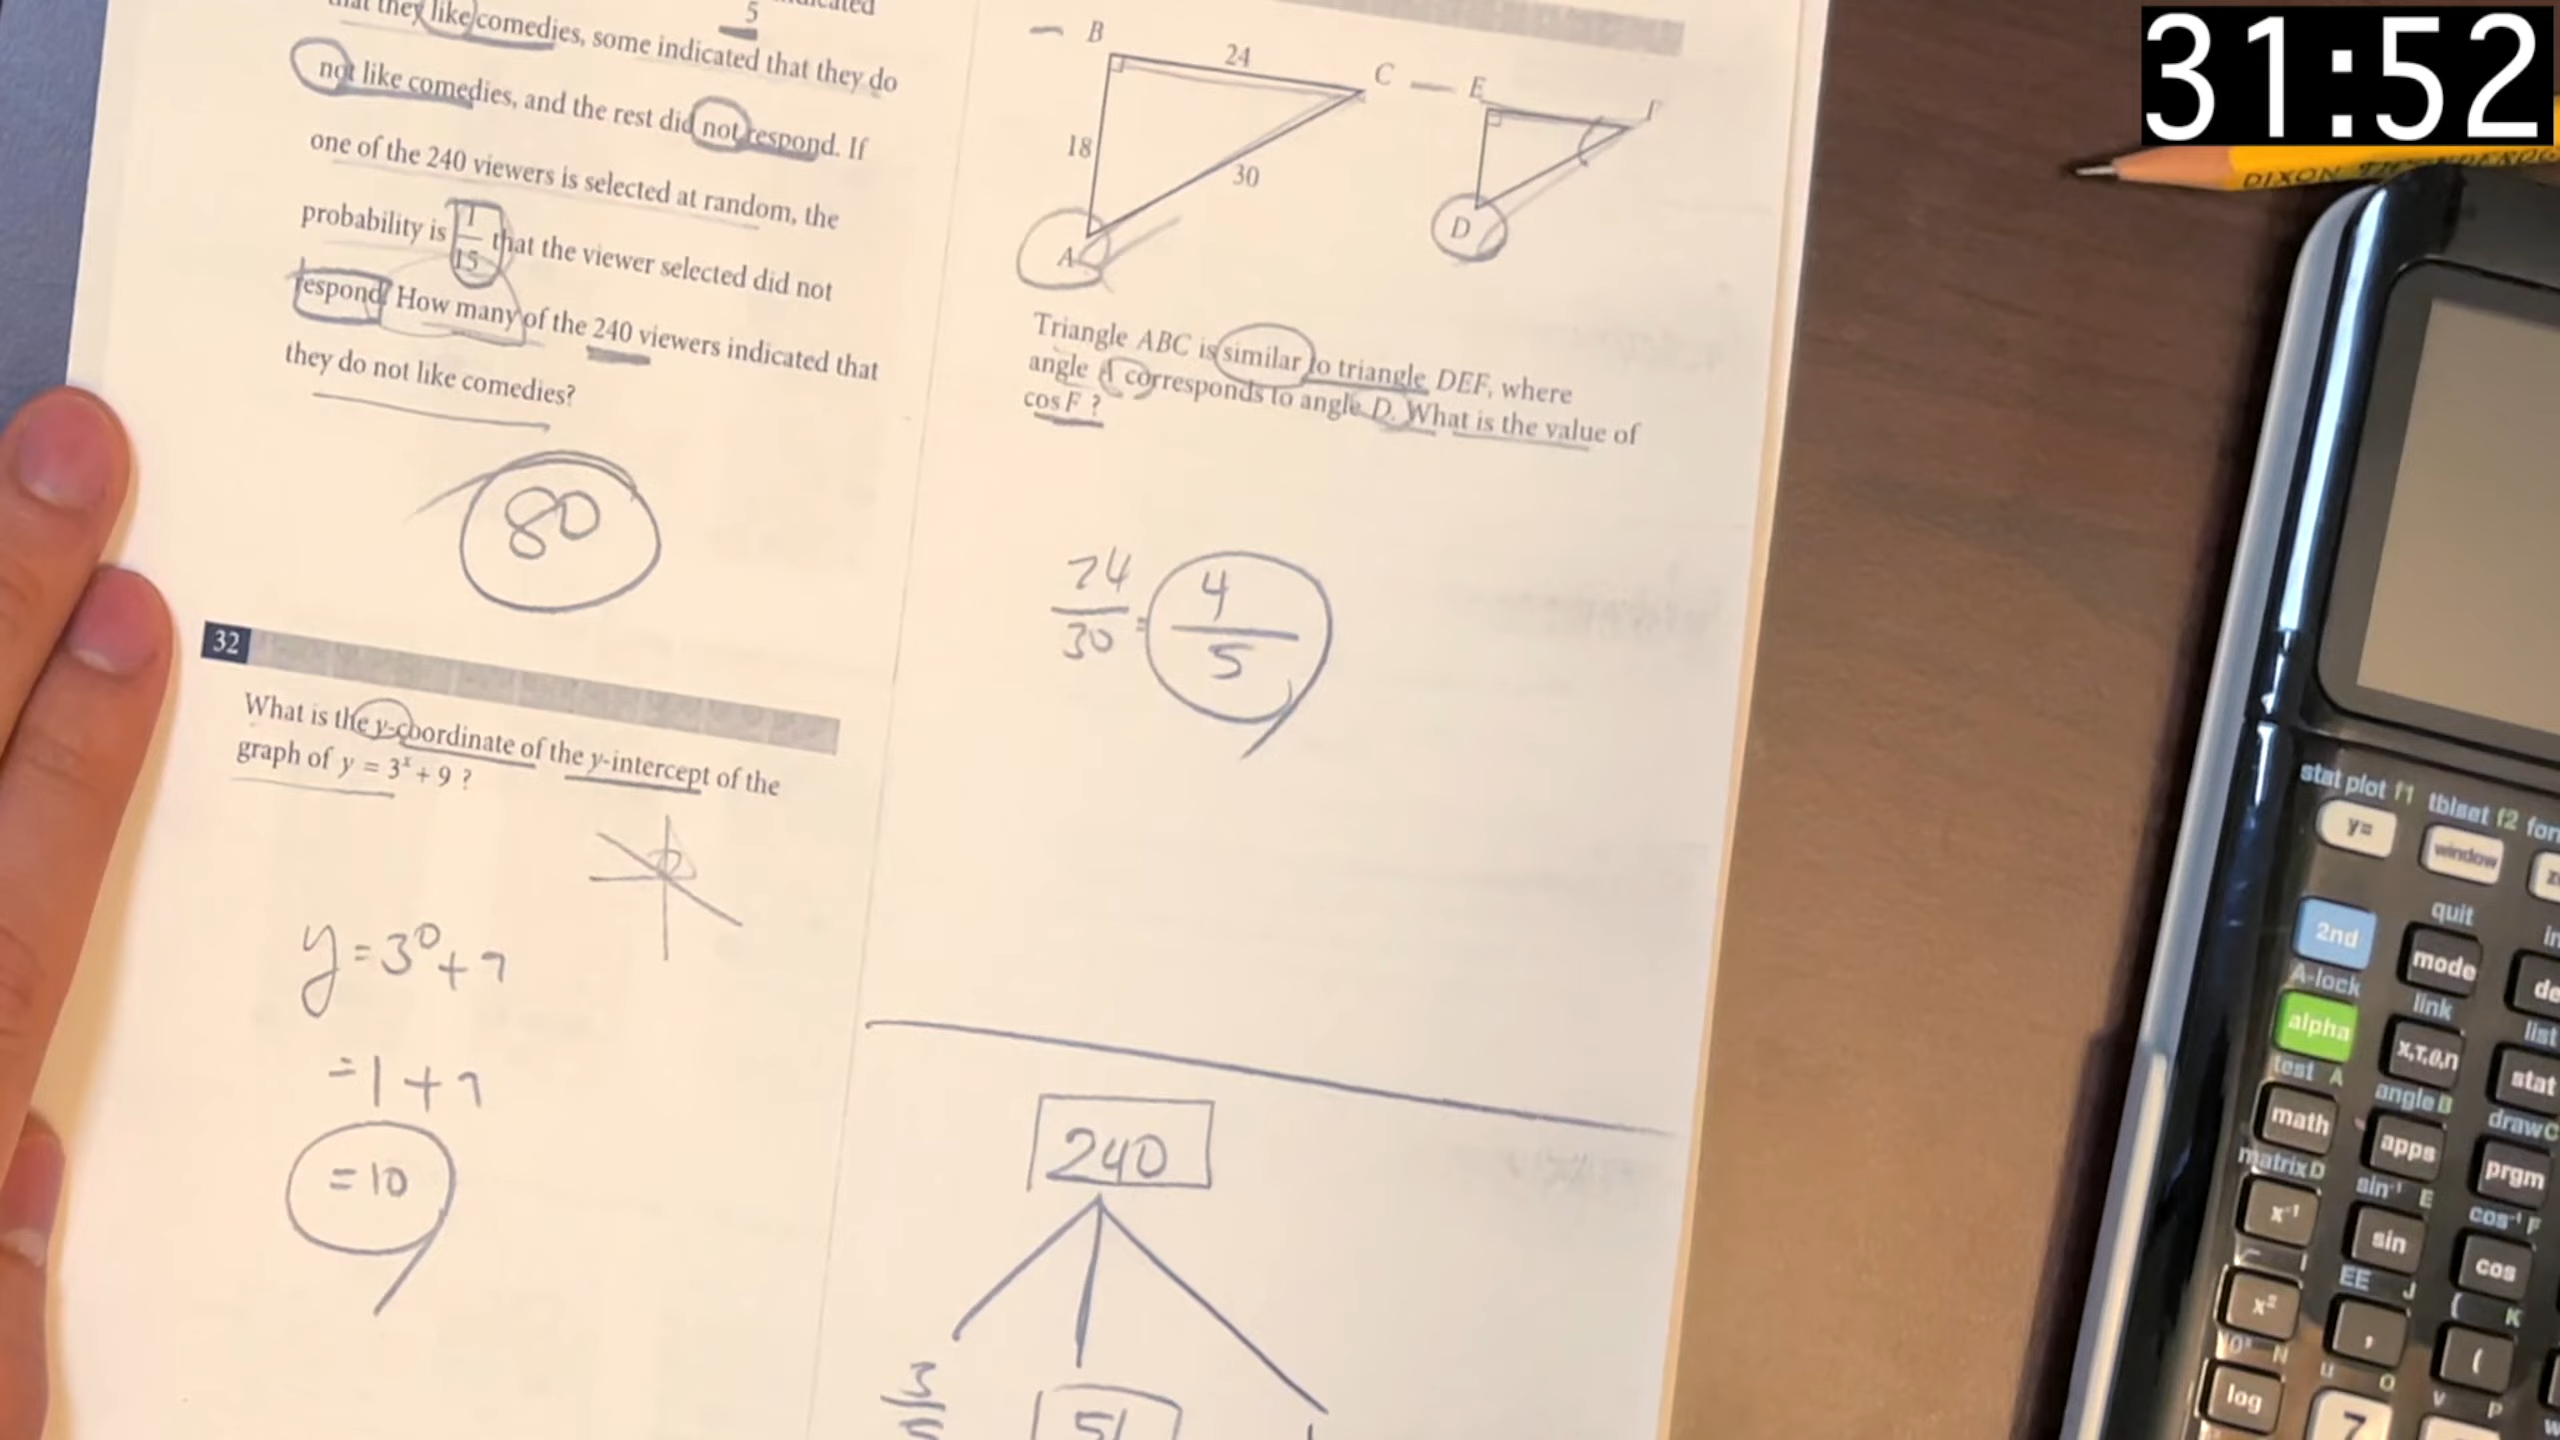 they like comedies, some indicated that they do
5
not like comedies, and the rest did not respond. If
one of the 240 viewers is selected at random, the
probability is 1/15 that the viewer selected did not
respond. How many of the 240 viewers indicated that
they do not like comedies?
80
32
What is the y-coordinate of the y-intercept of the
graph of y = 3ˣ + 9 ?
y = 3⁰ + 9
= 1 + 9
= 10
B
24
C
18
30
A
E
D
Triangle ABC is similar to triangle DEF, where
angle A corresponds to angle D. What is the value of
cos F ?
24/30 = 4/5
240
3
31:52
DIXON
stat plot f1 tblset f2
y= window
2nd quit
mode
A-lock link
alpha X,T,θ,n
list
stat
test A angle B draw C
math apps prgm
matrix D sin⁻¹ E cos⁻¹ F
x⁻¹ sin cos
√ I EE J { K
x² , (
10ˣ N u O v P
log 7